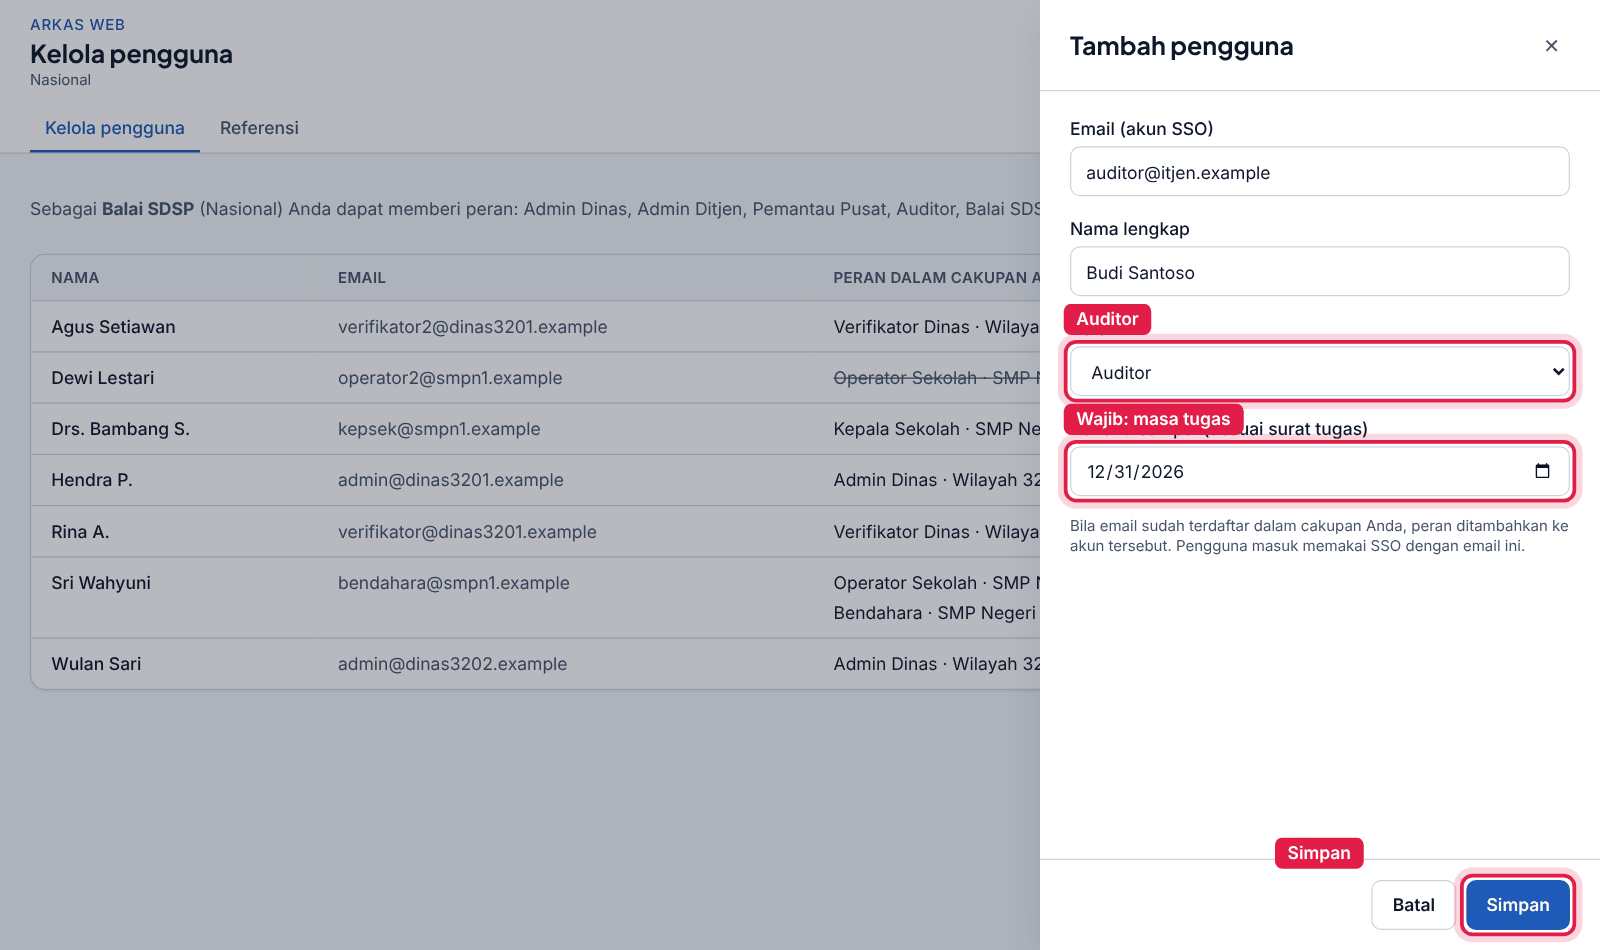 ARKAS WEB
Kelola pengguna
Nasional
Kelola pengguna
Referensi
Sebagai Balai SDSP (Nasional) Anda dapat memberi peran: Admin Dinas, Admin Ditjen, Pemantau Pusat, Auditor, Balai SDS
NAMA EMAIL PERAN DALAM CAKUPAN A
Agus Setiawan verifikator2@dinas3201.example Verifikator Dinas · Wilaya
Dewi Lestari operator2@smpn1.example Operator Sekolah · SMP N
Drs. Bambang S. kepsek@smpn1.example Kepala Sekolah · SMP Ne
Hendra P. admin@dinas3201.example Admin Dinas · Wilayah 32
Rina A. verifikator@dinas3201.example Verifikator Dinas · Wilaya
Sri Wahyuni bendahara@smpn1.example Operator Sekolah · SMP N
Bendahara · SMP Negeri
Wulan Sari admin@dinas3202.example Admin Dinas · Wilayah 32
Tambah pengguna
×
Email (akun SSO)
auditor@itjen.example
Nama lengkap
Budi Santoso
Auditor
Auditor
Wajib: masa tugas
surat tugas)
12/31/2026
Bila email sudah terdaftar dalam cakupan Anda, peran ditambahkan ke
akun tersebut. Pengguna masuk memakai SSO dengan email ini.
Simpan
Batal
Simpan